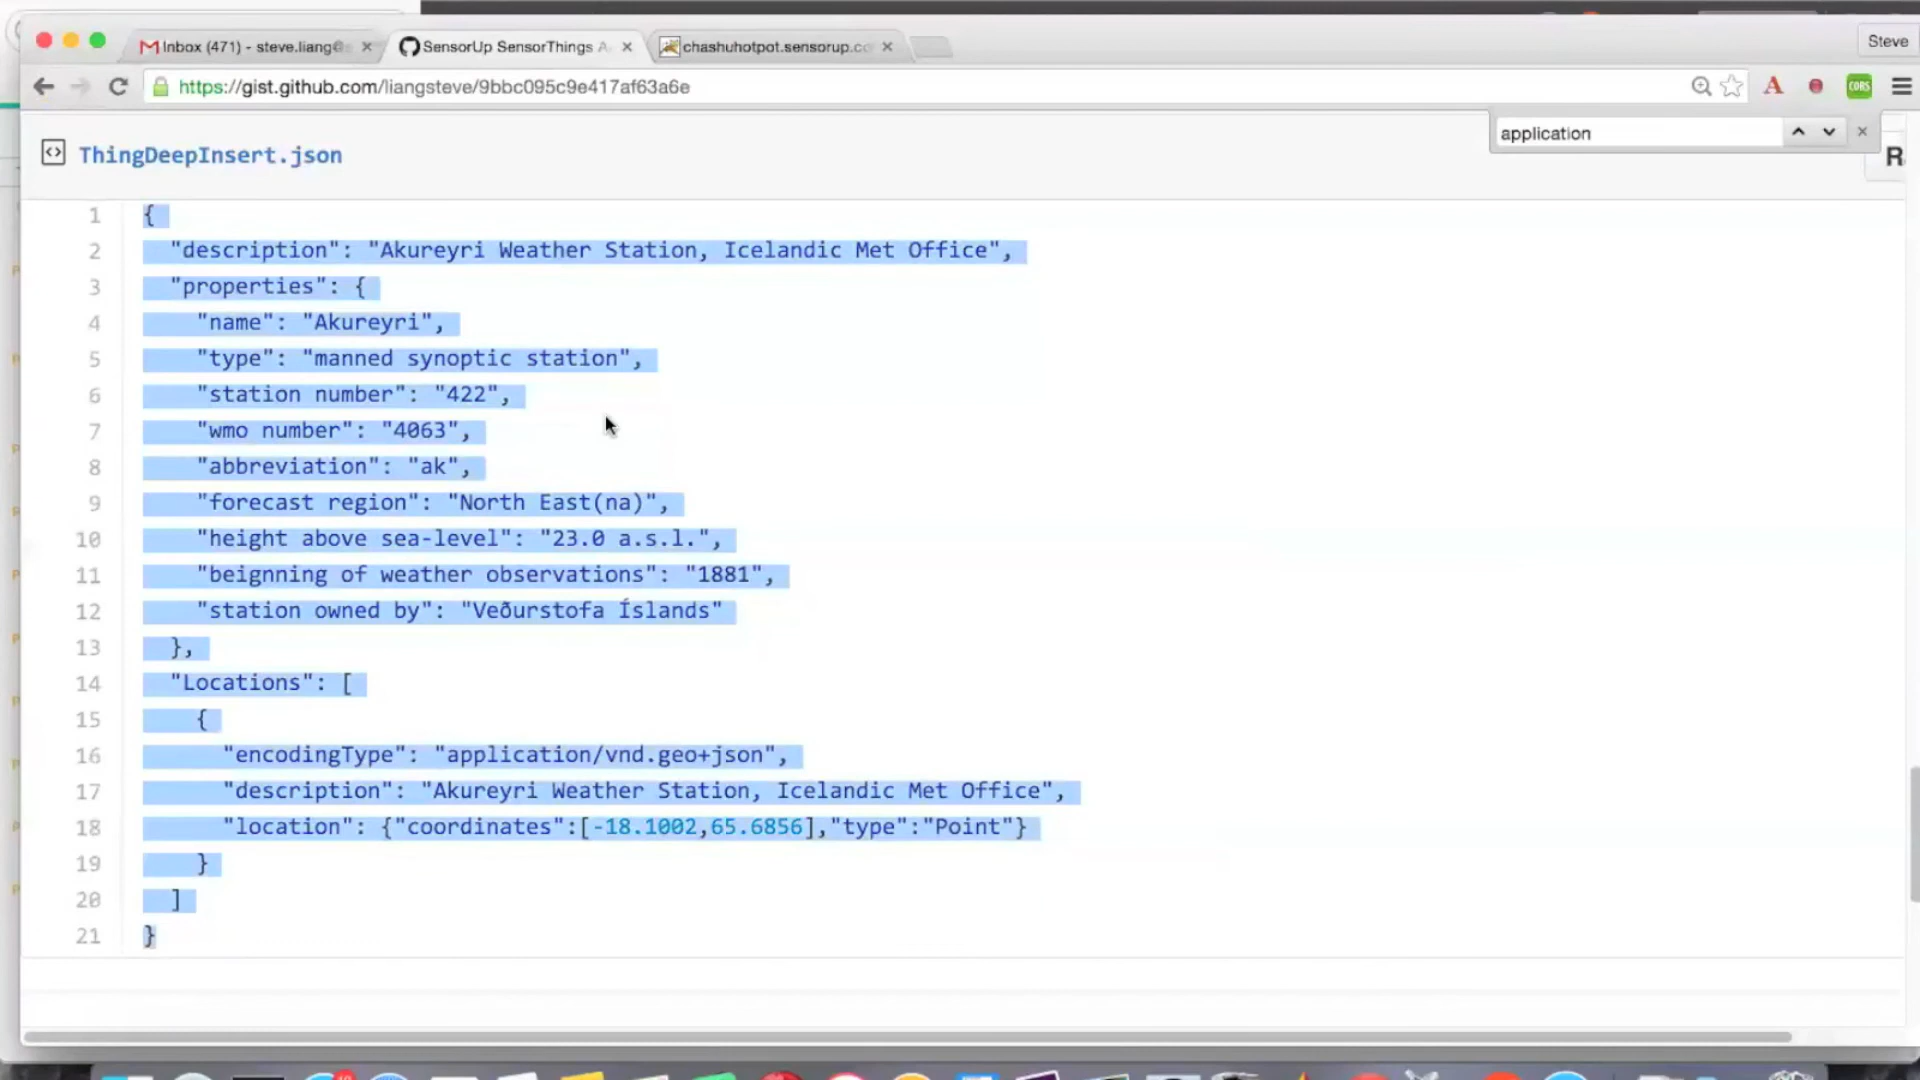 Inbox (471) - steve.liang@
SensorUp SensorThings A
chashuhotpot.sensorup.co
Steve
https://gist.github.com/liangsteve/9bbc095c9e417af63a6e
A
CORS
application
ThingDeepInsert.json
1 {
2 "description": "Akureyri Weather Station, Icelandic Met Office",
3 "properties": {
4 "name": "Akureyri",
5 "type": "manned synoptic station",
6 "station number": "422",
7 "wmo number": "4063",
8 "abbreviation": "ak",
9 "forecast region": "North East(na)",
10 "height above sea-level": "23.0 a.s.l.",
11 "beignning of weather observations": "1881",
12 "station owned by": "Veðurstofa Íslands"
13 },
14 "Locations": [
15 {
16 "encodingType": "application/vnd.geo+json",
17 "description": "Akureyri Weather Station, Icelandic Met Office",
18 "location": {"coordinates":[-18.1002,65.6856],"type":"Point"}
19 }
20 ]
21 }